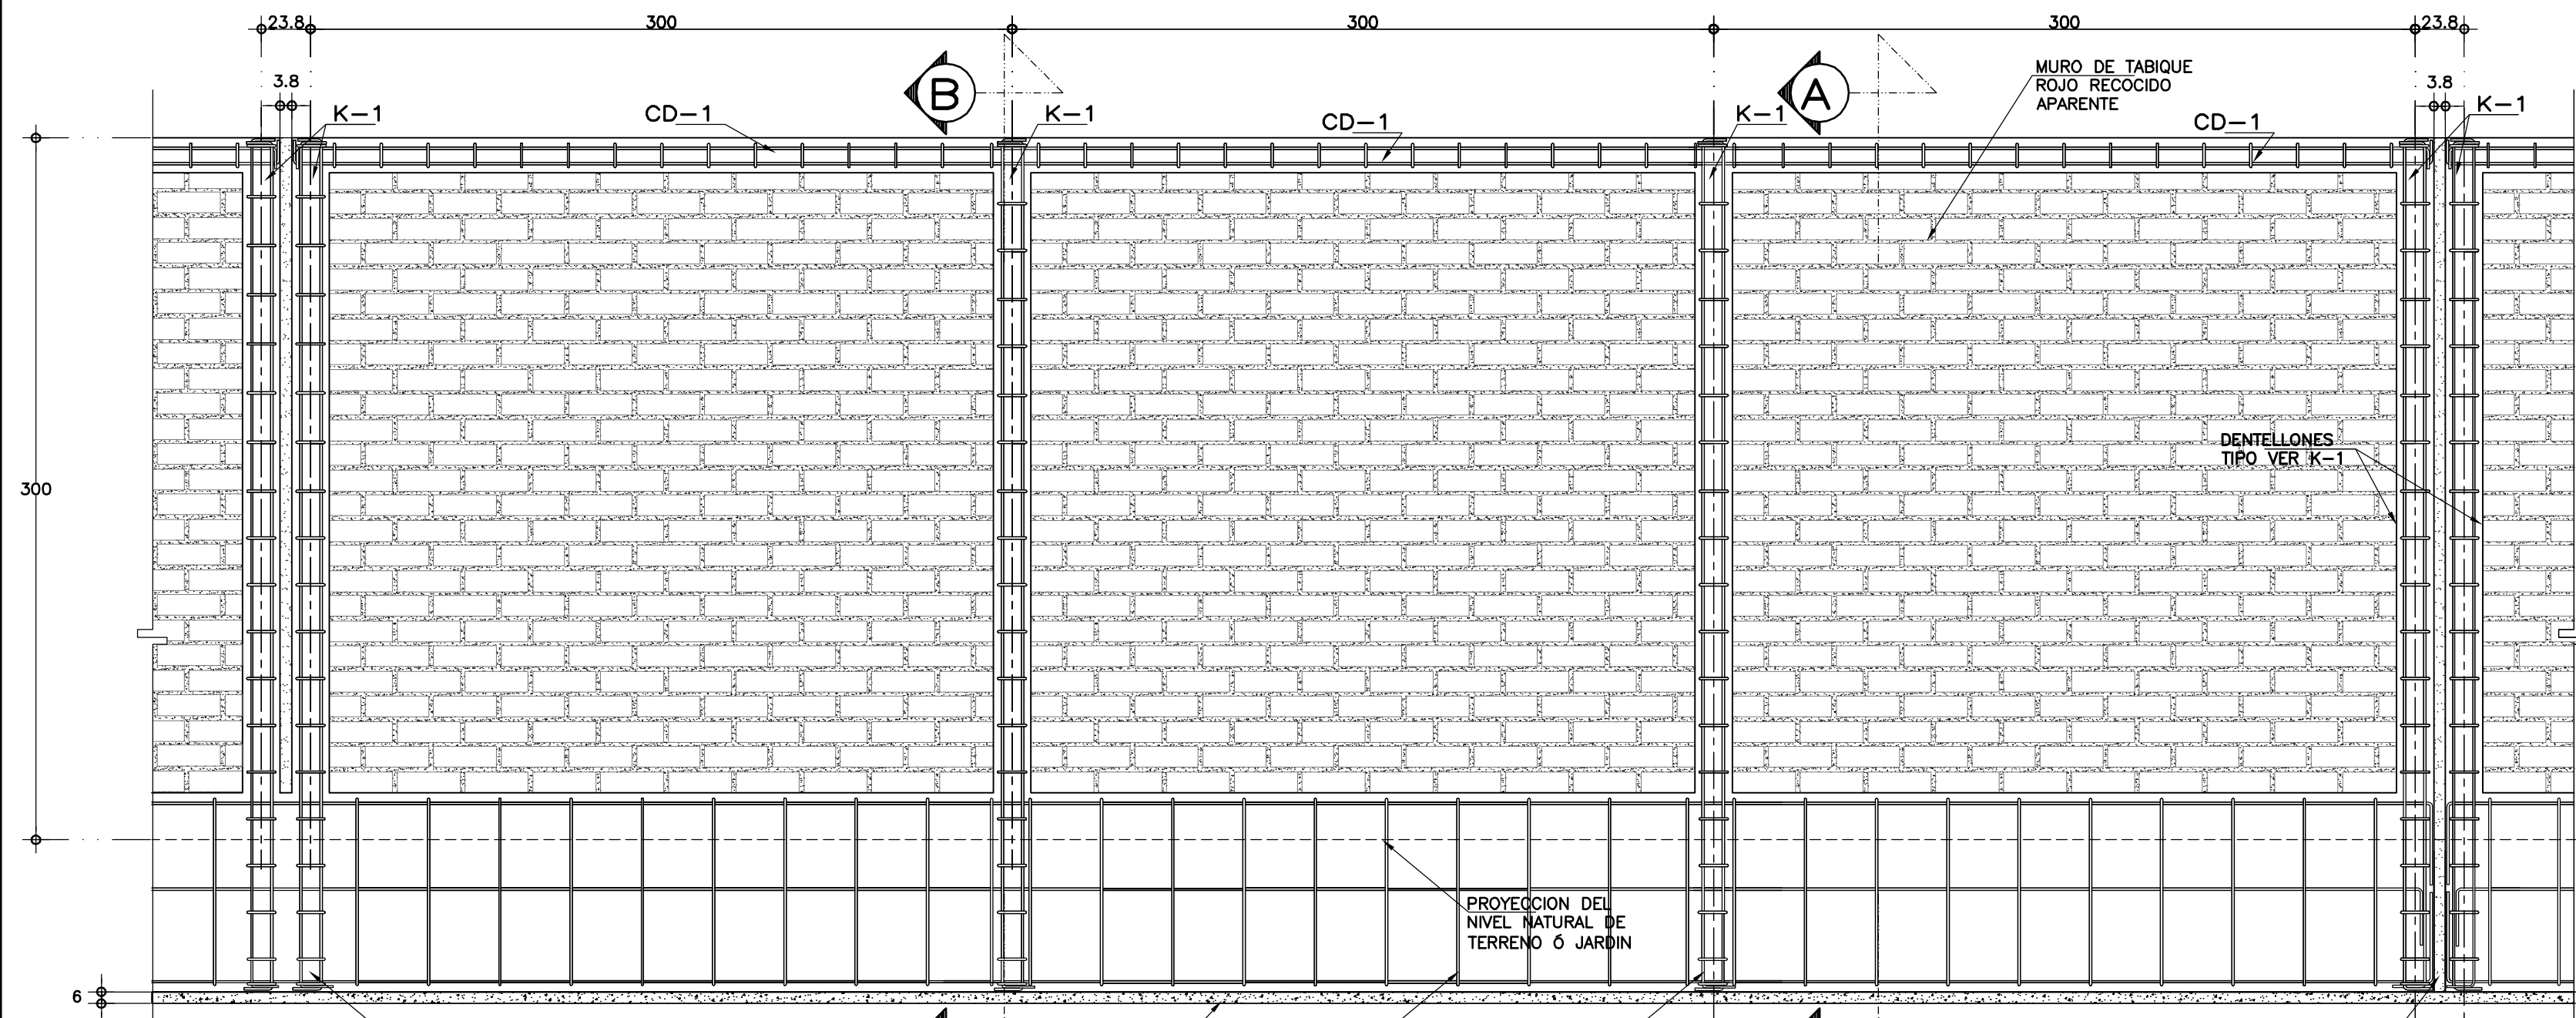 23.8
300
300
300
23.8
3.8
3.8
B
A
MURO DE TABIQUE
ROJO RECOCIDO
APARENTE
K-1
CD-1
K-1
CD-1
K-1
CD-1
K-1
DENTELLONES
TIPO VER K-1
300
PROYECCION DEL
NIVEL NATURAL DE
TERRENO ó JARDIN
6